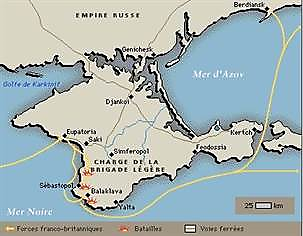 Berdiansk
EMPIRE RUSSE
Genichesk
Golfe de Karkinit
Mer d'Azov
Djankoï
Eupatoria
Saki
Kertch
Simferopol
Feodossia
CHARGE DE LA
BRIGADE LÉGÈRE
Sébastopol
Balaklava
Yalta
Mer Noire
25 km
Forces franco-britanniques
Batailles
Voies ferrées